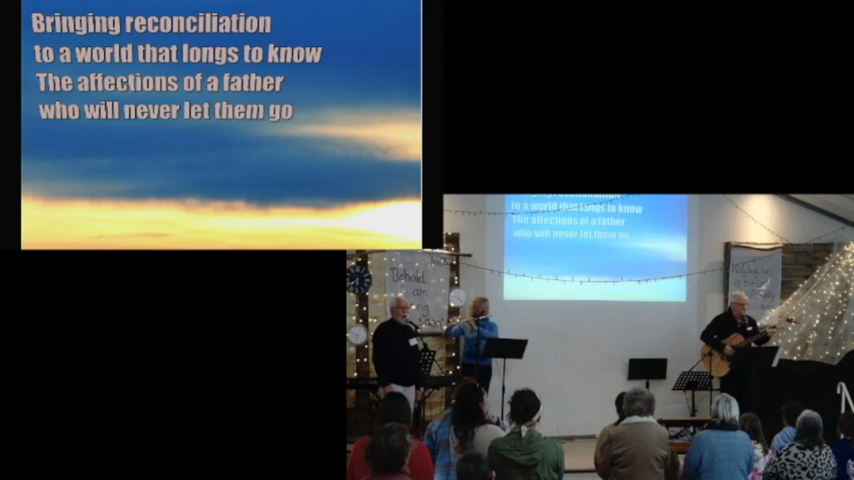 Bringing reconciliation
to a world that longs to know
The affections of a father
who will never let them go
to a world that longs to know
The affections of a father
who will never let them go
Behold
am